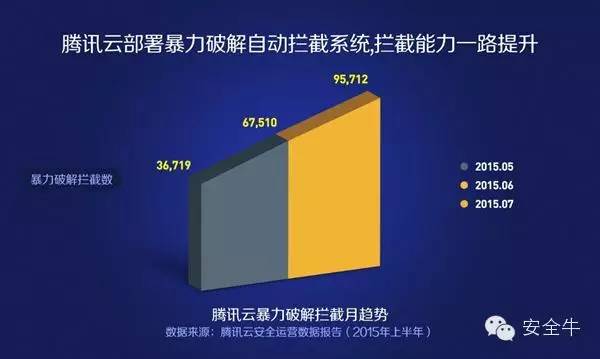 腾讯云部署暴力破解自动拦截系统,拦截能力一路提升
95,712
67,510
36,719
暴力破解拦截数
2015.05
2015.06
2015.07
腾讯云暴力破解拦截月趋势
数据来源：腾讯云安全运营数据报告（2015年上半年）
安全牛